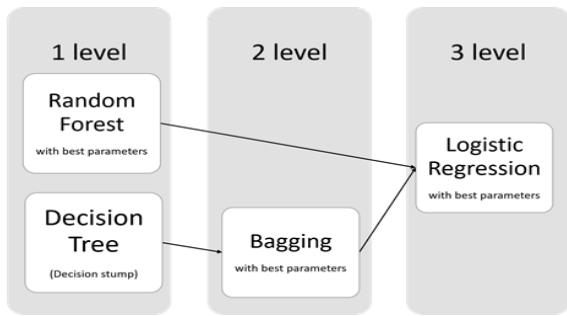 1 level
Random
Forest
with best parameters
Decision
Tree
(Decision stump)
2 level
Bagging
with best parameters
3 level
Logistic
Regression
with best parameters